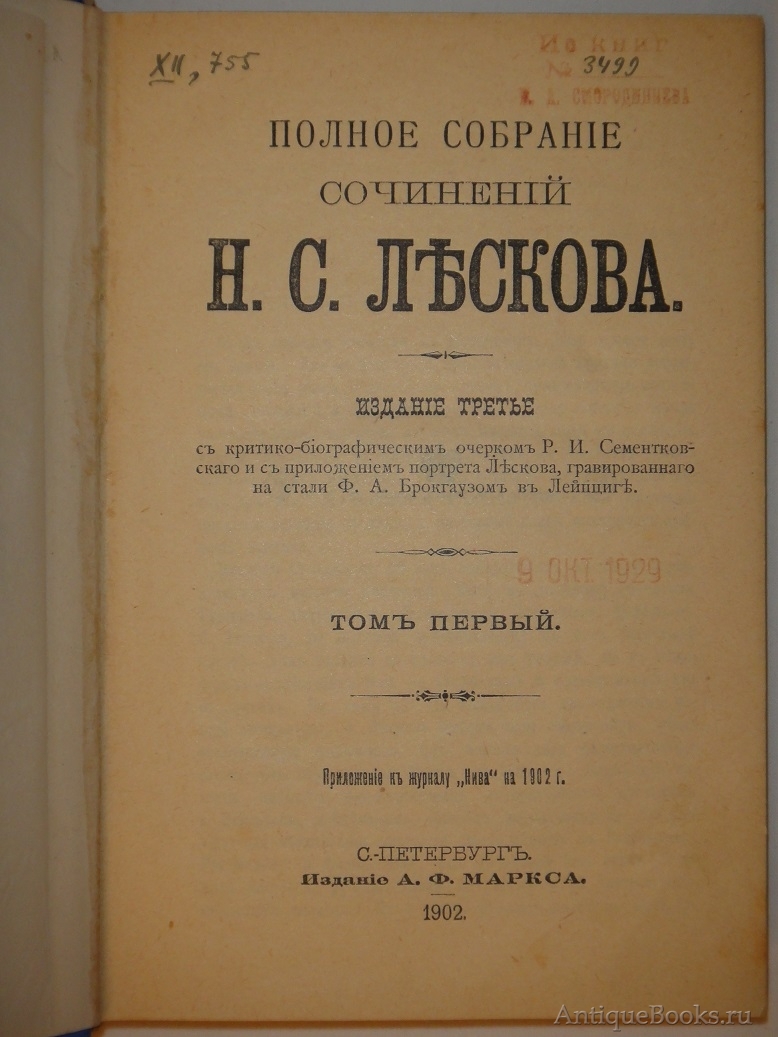 XII, 755
Из книг
№ 3499
ПОЛНОЕ СОБРАНІЕ
СОЧИНЕНІЙ
Н. С. ЛѢСКОВА.
ИЗДАНІЕ ТРЕТЬЕ
съ критико-біографическимъ очеркомъ Р. И. Сементков-
скаго и съ приложеніемъ портрета Лѣскова, гравированнаго
на стали Ф. А. Брокгаузомъ въ Лейпцигѣ.
9 ОКТ. 1929
ТОМЪ ПЕРВЫЙ.
Приложеніе къ журналу „Нива“ на 1902 г.
С.-ПЕТЕРБУРГЪ.
Изданіе А. Ф. МАРКСА.
1902.
AntiqueBooks.ru